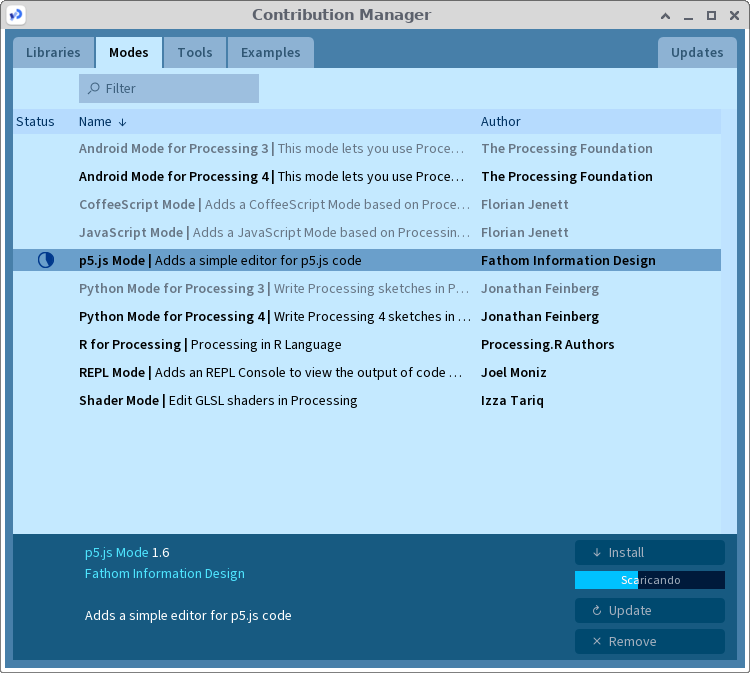 Contribution Manager
Libraries Modes Tools Examples Updates
Filter
Status Name ↓ Author
Android Mode for Processing 3 | This mode lets you use Proce… The Processing Foundation
Android Mode for Processing 4 | This mode lets you use Proce… The Processing Foundation
CoffeeScript Mode | Adds a CoffeeScript Mode based on Proce… Florian Jenett
JavaScript Mode | Adds a JavaScript Mode based on Processin… Florian Jenett
p5.js Mode | Adds a simple editor for p5.js code Fathom Information Design
Python Mode for Processing 3 | Write Processing sketches in P… Jonathan Feinberg
Python Mode for Processing 4 | Write Processing 4 sketches in … Jonathan Feinberg
R for Processing | Processing in R Language Processing.R Authors
REPL Mode | Adds an REPL Console to view the output of code … Joel Moniz
Shader Mode | Edit GLSL shaders in Processing Izza Tariq
p5.js Mode 1.6
Fathom Information Design
Adds a simple editor for p5.js code
↓ Install
Scaricando
Update
× Remove